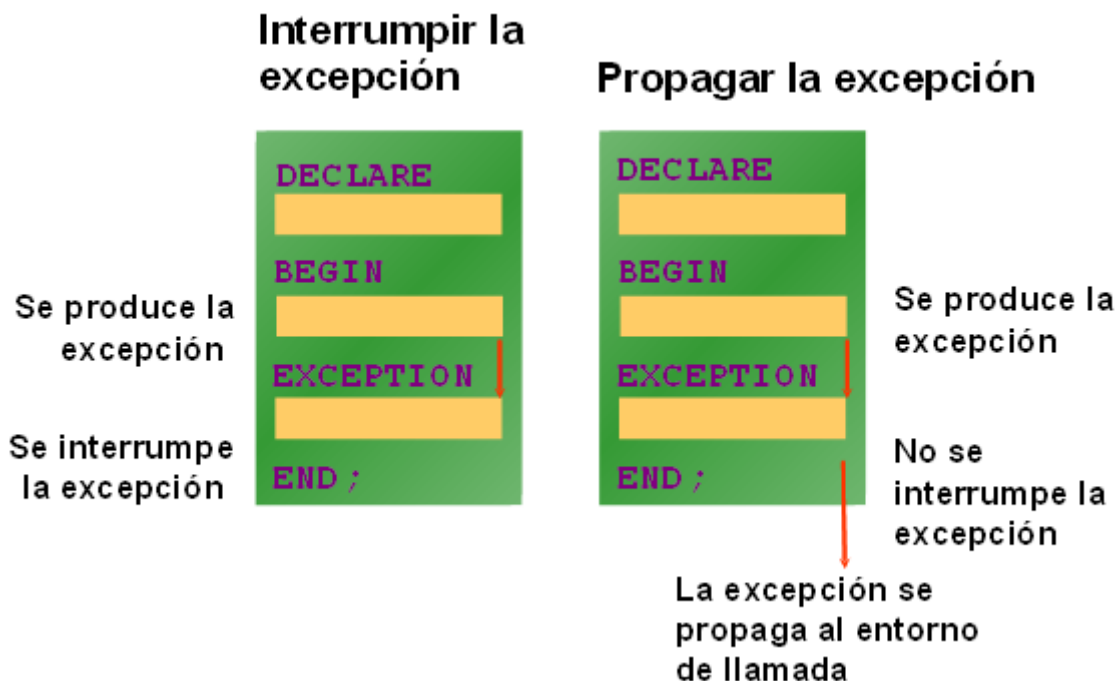 Interrumpir la
excepción
Propagar la excepción
DECLARE
BEGIN
Se produce la
excepción
EXCEPTION
Se interrumpe
la excepción
END;
DECLARE
BEGIN
Se produce la
excepción
EXCEPTION
No se
interrumpe la
excepción
END;
La excepción se
propaga al entorno
de llamada